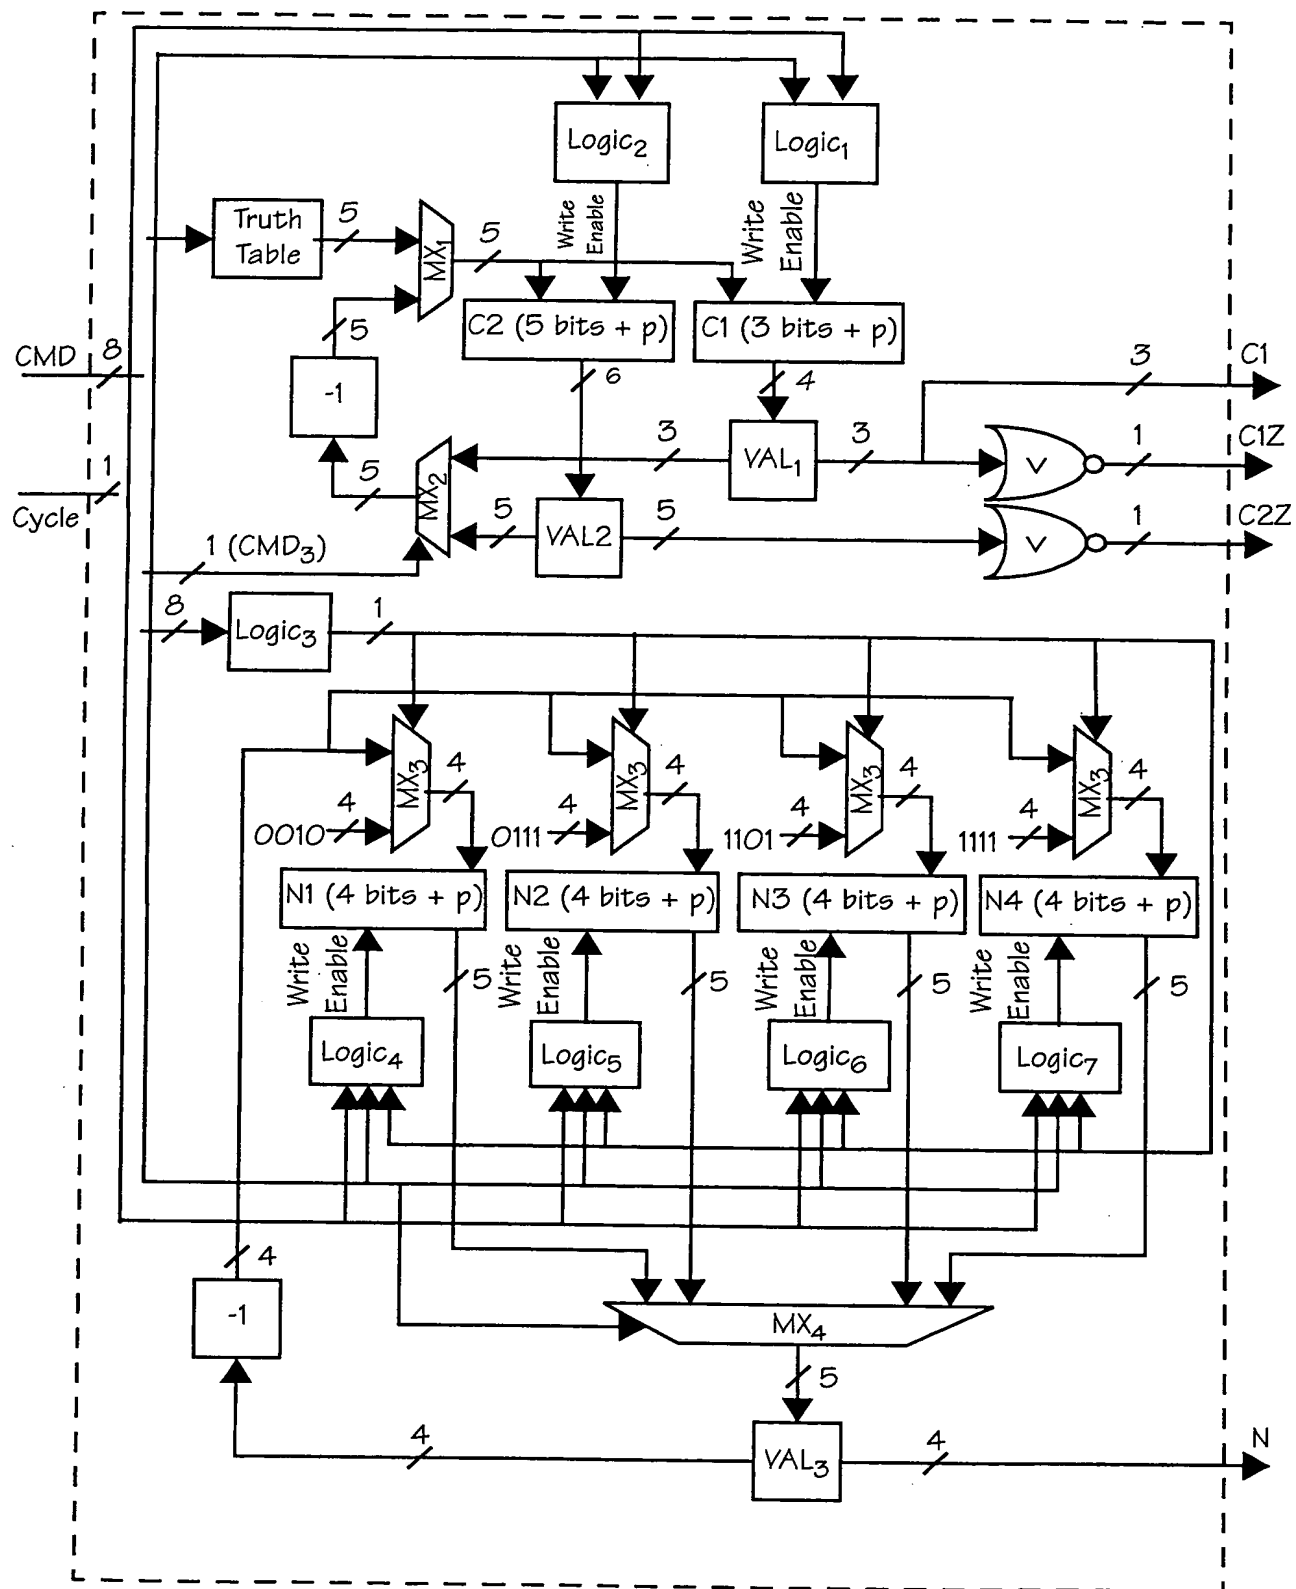 Logic2
Logic1
Truth
Table
5
MX1
5
Write
Enable
Write
Enable
C2 (5 bits + p)
C1 (3 bits + p)
5
CMD
8
-1
6
4
3
C1
5
MX2
3
VAL1
3
V
1
C1Z
1
Cycle
5
VAL2
5
V
1
C2Z
1 (CMD3)
8
Logic3
1
MX3
4
MX3
4
MX3
4
MX3
4
0010
4
0111
4
1101
4
1111
4
N1 (4 bits + p)
N2 (4 bits + p)
N3 (4 bits + p)
N4 (4 bits + p)
Write
Enable
5
Write
Enable
5
Write
Enable
5
Write
Enable
5
Logic4
Logic5
Logic6
Logic7
4
-1
MX4
5
4
VAL3
4
N